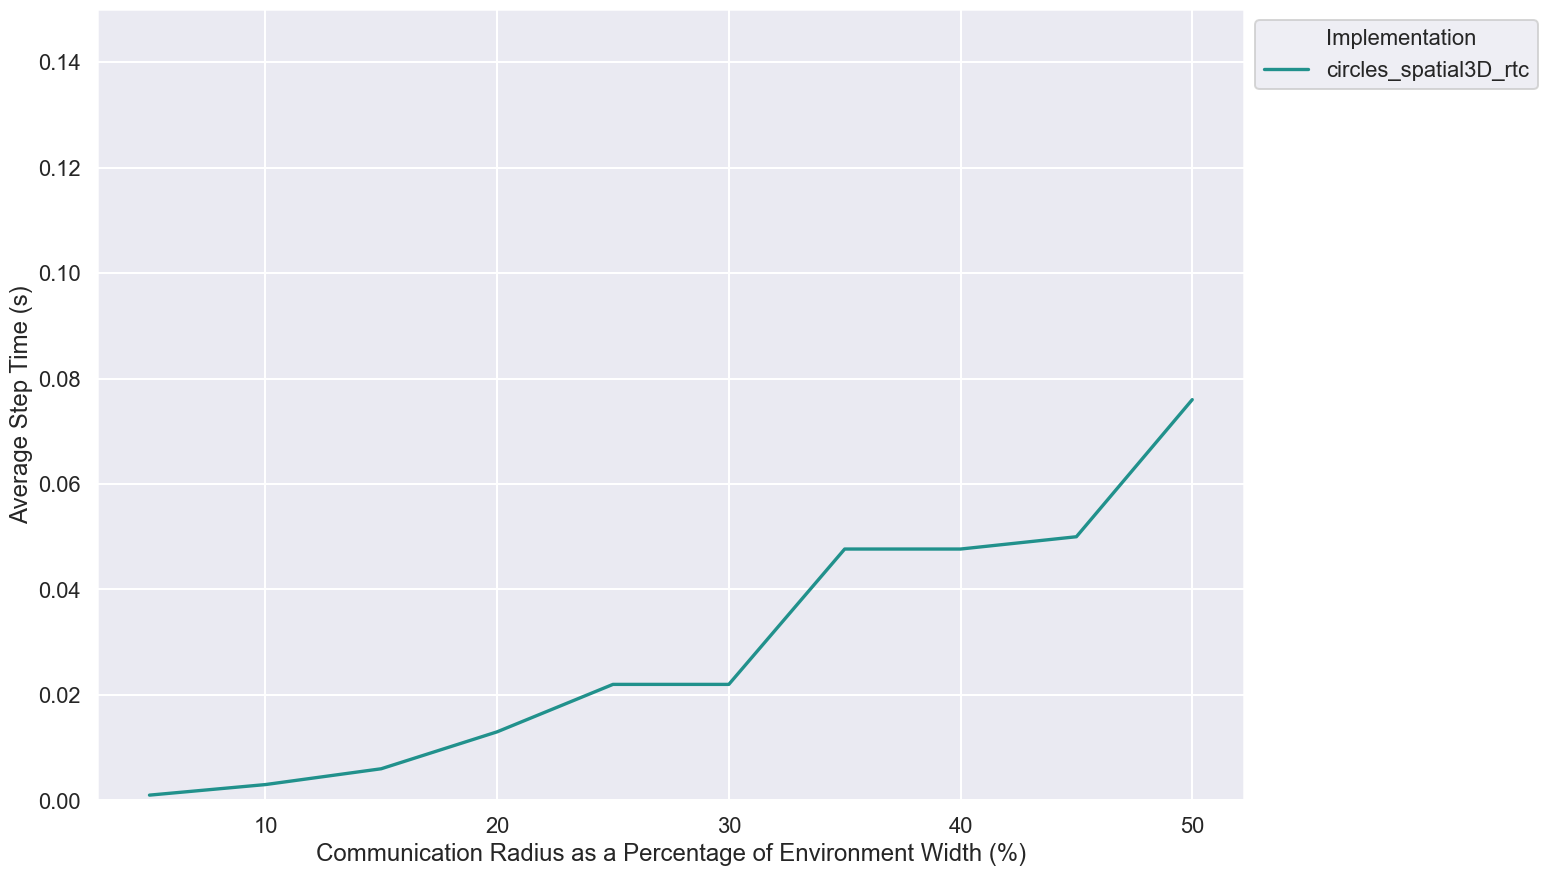 Implementation
circles_spatial3D_rtc
Average Step Time (s)
0.14
0.12
0.10
0.08
0.06
0.04
0.02
0.00
10 20 30 40 50
Communication Radius as a Percentage of Environment Width (%)